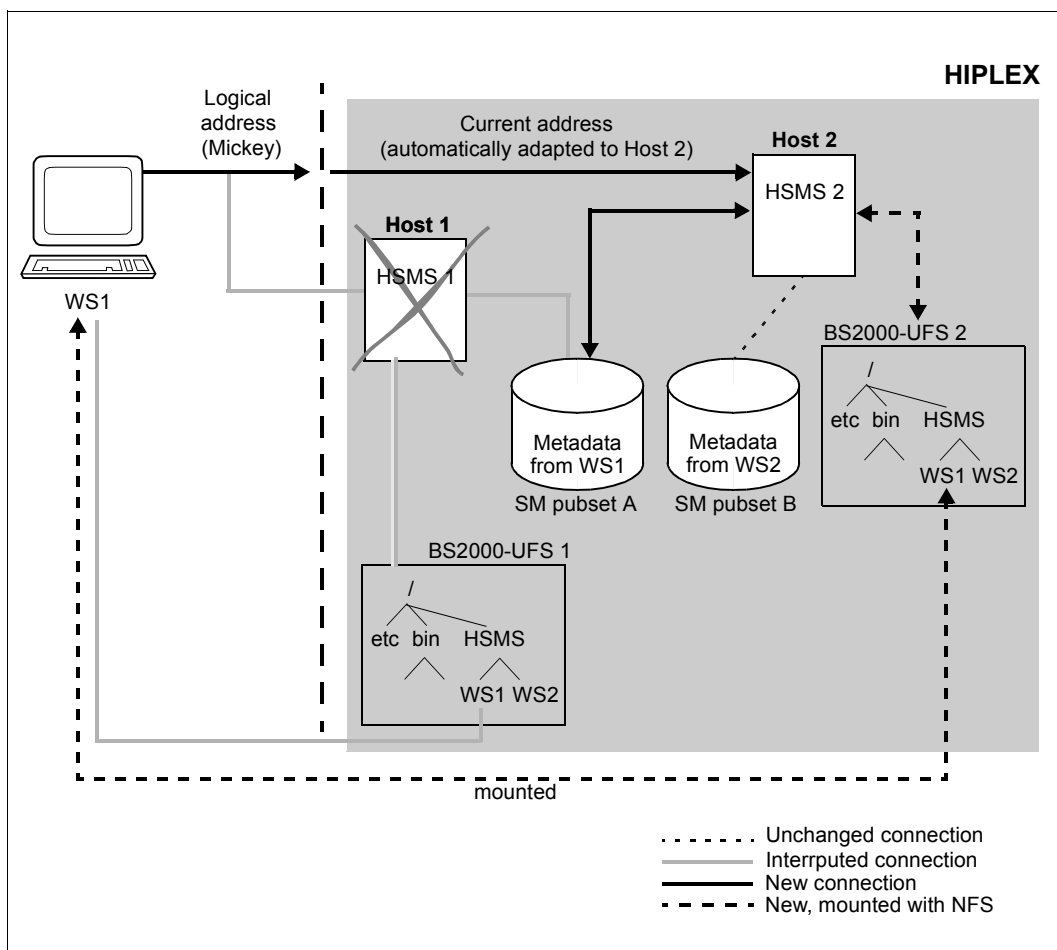 HIPLEX
Logical
address
(Mickey)
Current address
(automatically adapted to Host 2)
Host 2
HSMS 2
Host 1
HSMS 1
WS1
BS2000-UFS 2
/
etc bin HSMS
WS1 WS2
Metadata
from WS1
SM pubset A
Metadata
from WS2
SM pubset B
BS2000-UFS 1
/
etc bin HSMS
WS1 WS2
mounted
Unchanged connection
Interrputed connection
New connection
New, mounted with NFS